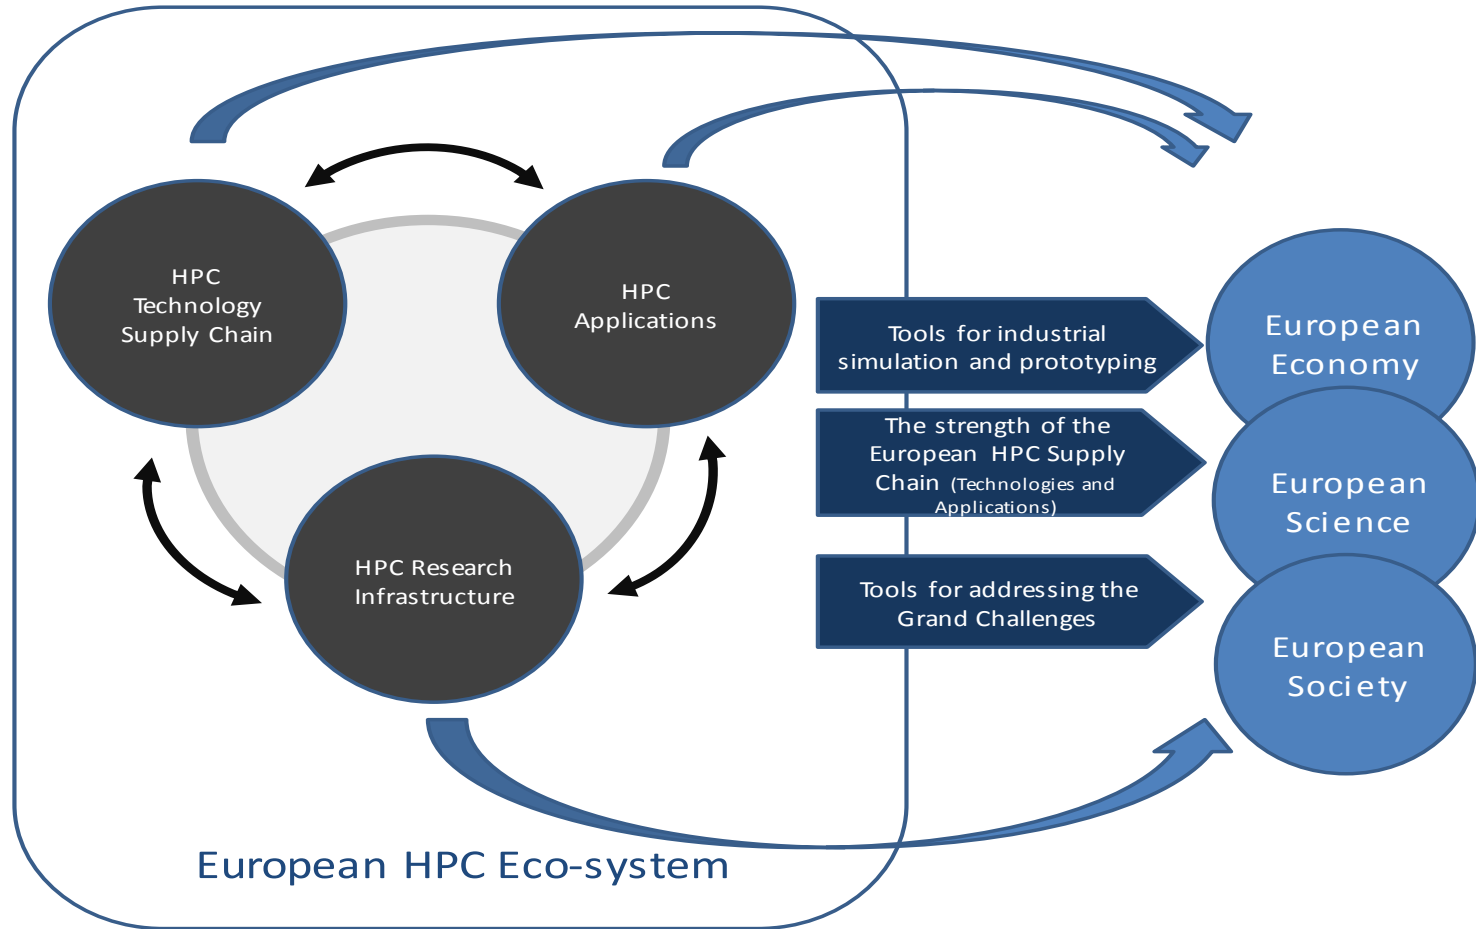 HPC
Technology
Supply Chain
HPC
Applications
HPC Research
Infrastructure
European HPC Eco-system
Tools for industrial
simulation and prototyping
The strength of the
European HPC Supply
Chain (Technologies and
Applications)
Tools for addressing the
Grand Challenges
European
Economy
European
Science
European
Society